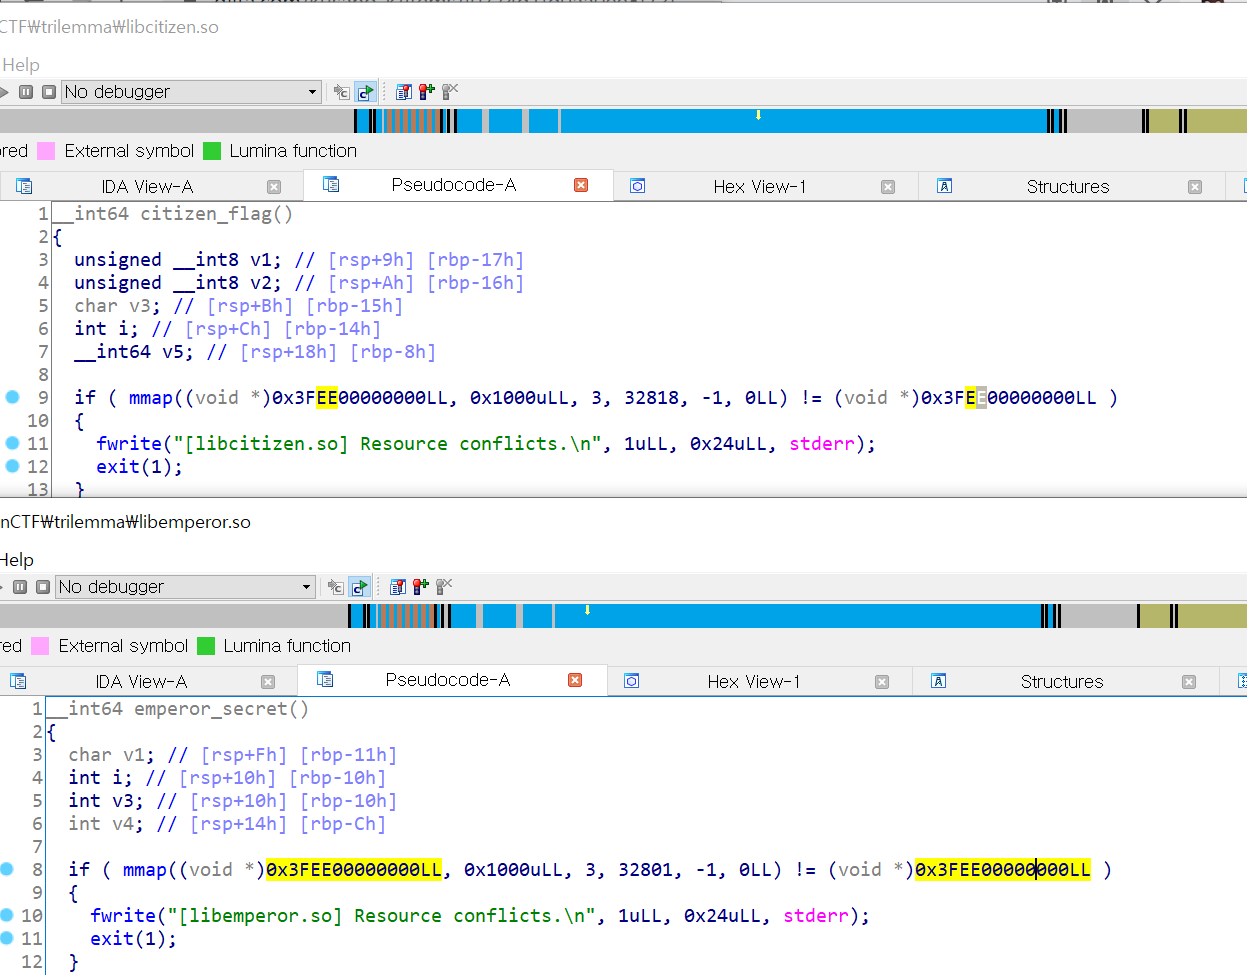 CTF₩trilemma₩libcitizen.so
Help
No debugger
ored External symbol Lumina function
IDA View-A Pseudocode-A Hex View-1 Structures
1 __int64 citizen_flag()
2 {
3 unsigned __int8 v1; // [rsp+9h] [rbp-17h]
4 unsigned __int8 v2; // [rsp+Ah] [rbp-16h]
5 char v3; // [rsp+Bh] [rbp-15h]
6 int i; // [rsp+Ch] [rbp-14h]
7 __int64 v5; // [rsp+18h] [rbp-8h]
8
9 if ( mmap((void *)0x3FEE00000000LL, 0x1000uLL, 3, 32818, -1, 0LL) != (void *)0x3FEE00000000LL )
10 {
11 fwrite("[libcitizen.so] Resource conflicts.\n", 1uLL, 0x24uLL, stderr);
12 exit(1);
13 }
nCTF₩trilemma₩libemperor.so
Help
No debugger
red External symbol Lumina function
IDA View-A Pseudocode-A Hex View-1 Structures
1 __int64 emperor_secret()
2 {
3 char v1; // [rsp+Fh] [rbp-11h]
4 int i; // [rsp+10h] [rbp-10h]
5 int v3; // [rsp+10h] [rbp-10h]
6 int v4; // [rsp+14h] [rbp-Ch]
7
8 if ( mmap((void *)0x3FEE00000000LL, 0x1000uLL, 3, 32801, -1, 0LL) != (void *)0x3FEE00000000LL )
9 {
10 fwrite("[libemperor.so] Resource conflicts.\n", 1uLL, 0x24uLL, stderr);
11 exit(1);
12 }